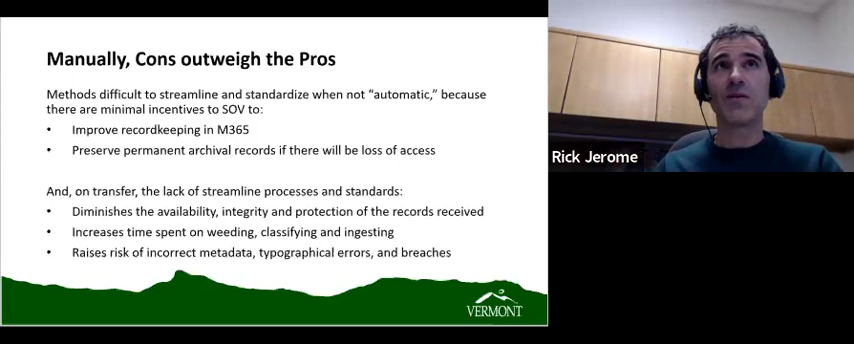 Manually, Cons outweigh the Pros
Methods difficult to streamline and standardize when not “automatic,” because
there are minimal incentives to SOV to:
• Improve recordkeeping in M365
• Preserve permanent archival records if there will be loss of access
And, on transfer, the lack of streamline processes and standards:
• Diminishes the availability, integrity and protection of the records received
• Increases time spent on weeding, classifying and ingesting
• Raises risk of incorrect metadata, typographical errors, and breaches
VERMONT
Rick Jerome